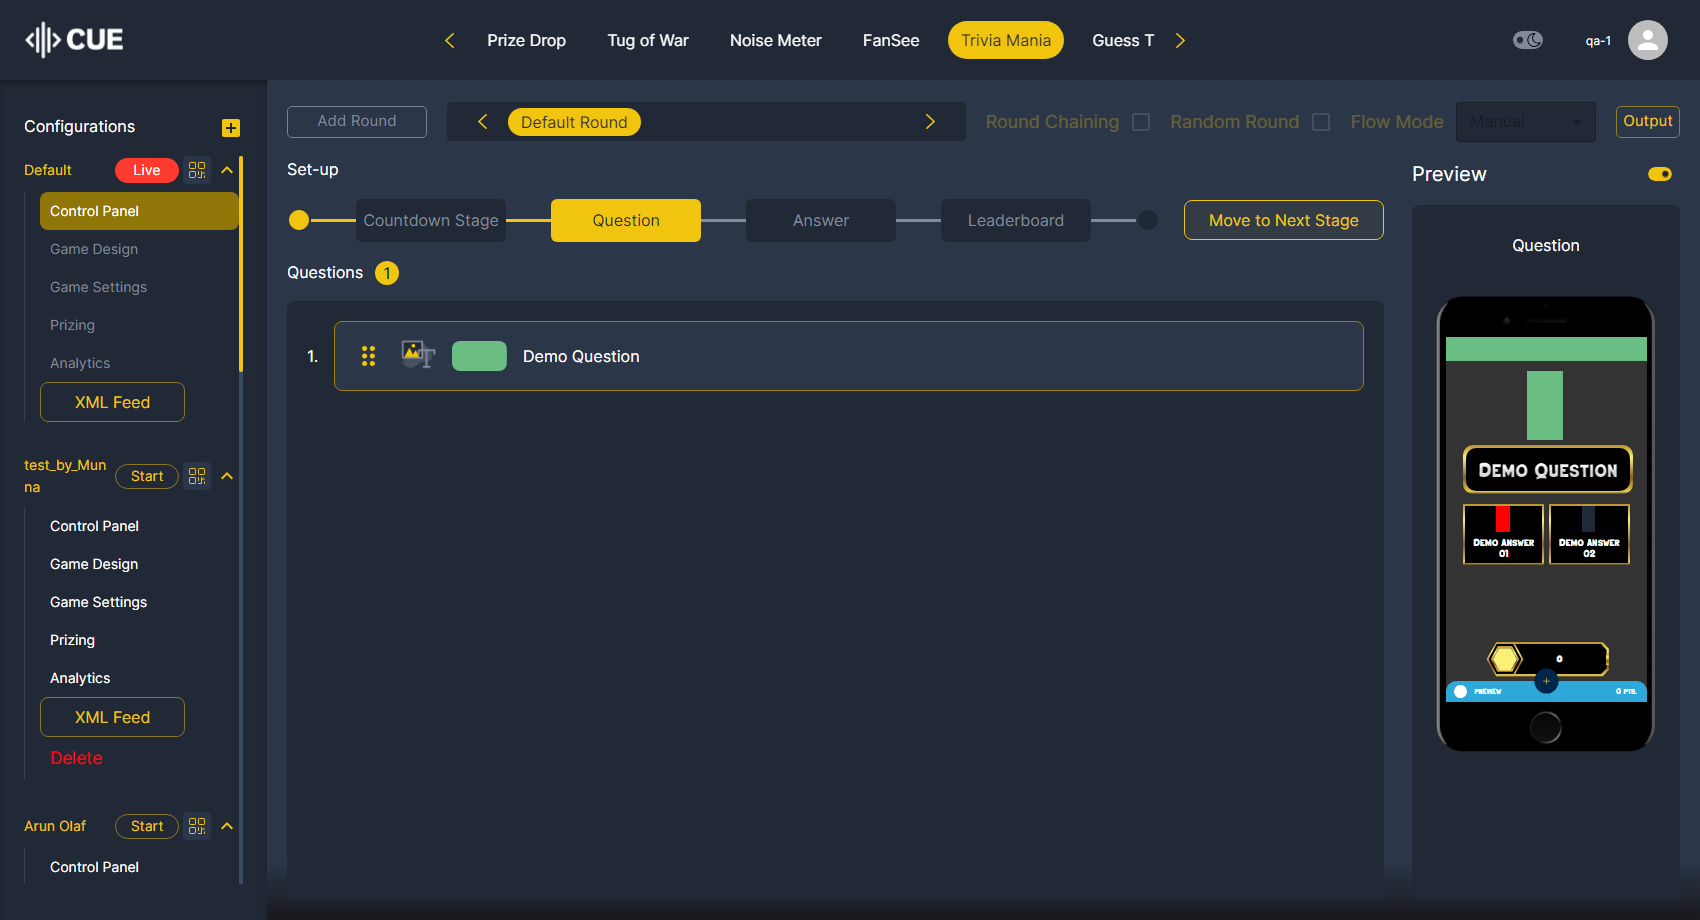 CUE
Prize Drop
Tug of War
Noise Meter
FanSee
Trivia Mania
Guess T
qa-1
Configurations
Default
Live
Control Panel
Game Design
Game Settings
Prizing
Analytics
XML Feed
test_by_Mun
na
Start
Control Panel
Game Design
Game Settings
Prizing
Analytics
XML Feed
Delete
Arun Olaf
Start
Control Panel
Add Round
Default Round
Round Chaining
Random Round
Flow Mode
Manual
Output
Set-up
Countdown Stage
Question
Answer
Leaderboard
Move to Next Stage
Questions
1
1.
Demo Question
Preview
Question
Demo Question
Demo Answer
01
Demo Answer
02
0
Preview
0 Pts.